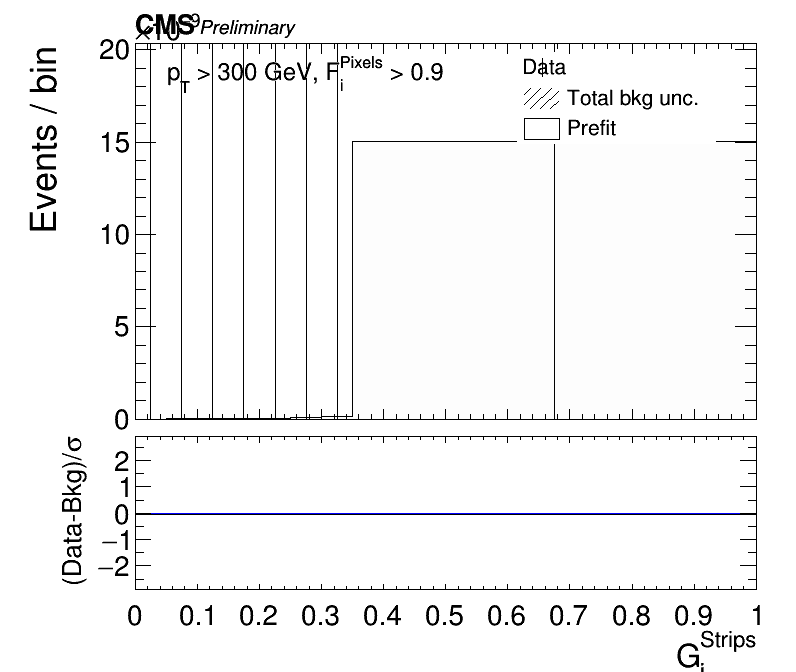 CMS Preliminary
×10^9
p_T > 300 GeV, F_i^Pixels > 0.9
Data
Total bkg unc.
Prefit
Events / bin
20
15
10
5
0
(Data-Bkg)/σ
2
1
0
−1
−2
0 0.1 0.2 0.3 0.4 0.5 0.6 0.7 0.8 0.9 1
G_i^Strips